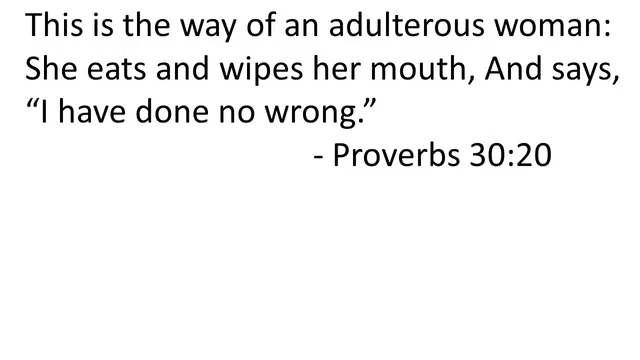 This is the way of an adulterous woman:
She eats and wipes her mouth, And says,
“I have done no wrong.”
- Proverbs 30:20